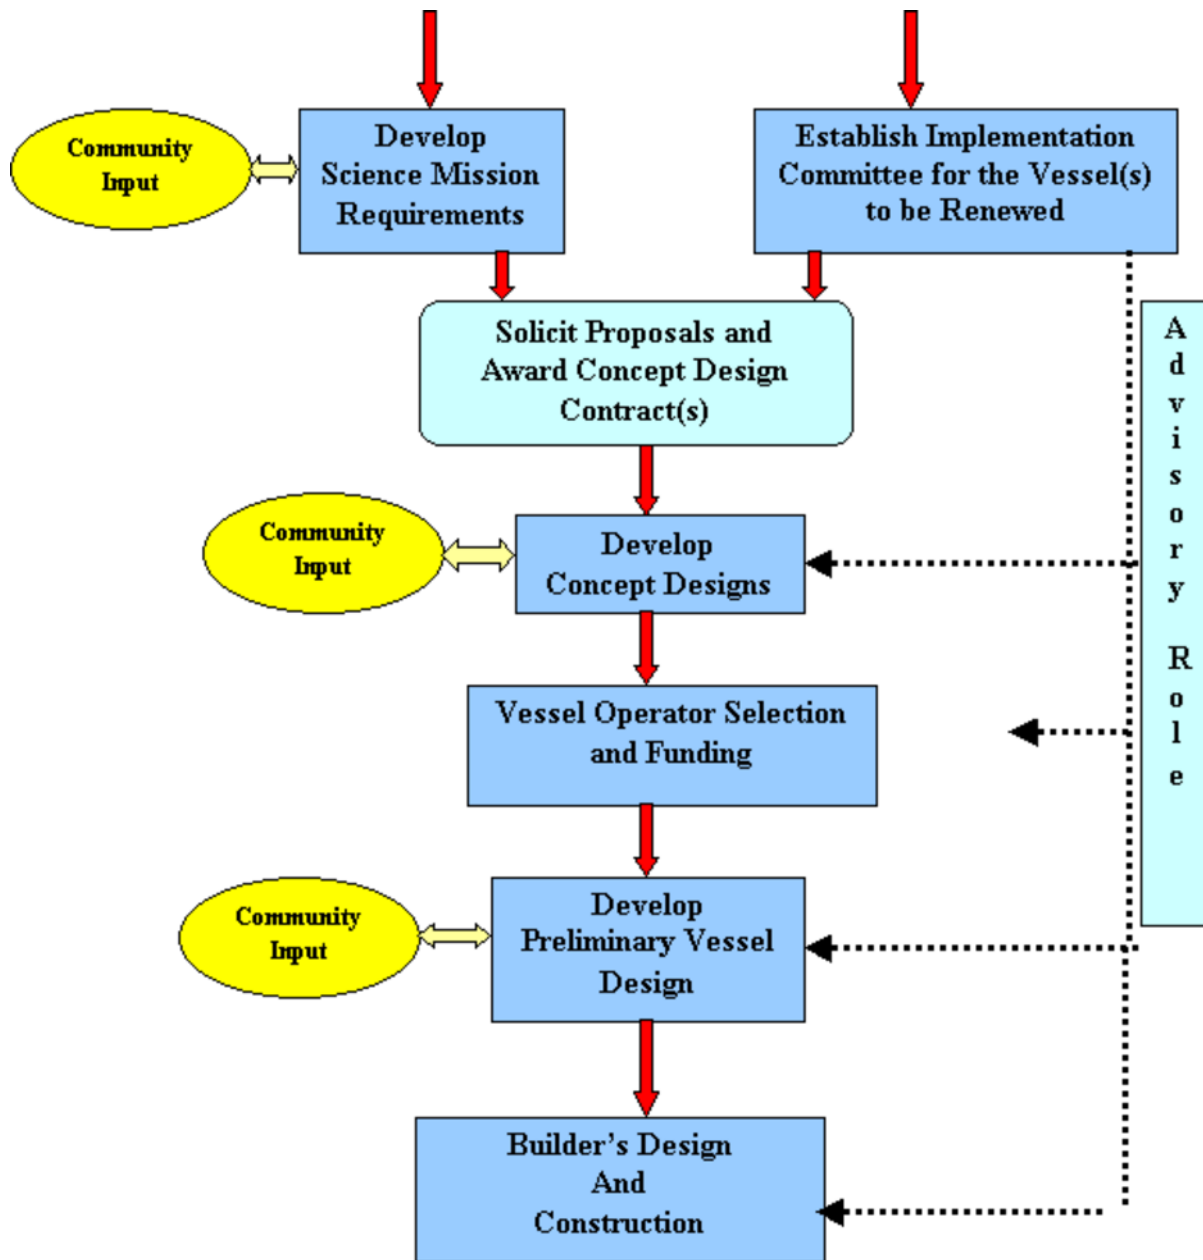 Community
Input
Develop
Science Mission
Requirements
Establish Implementation
Committee for the Vessel(s)
to be Renewed
Solicit Proposals and
Award Concept Design
Contract(s)
Advisory Role
Community
Input
Develop
Concept Designs
Vessel Operator Selection
and Funding
Community
Input
Develop
Preliminary Vessel
Design
Builder's Design
And
Construction